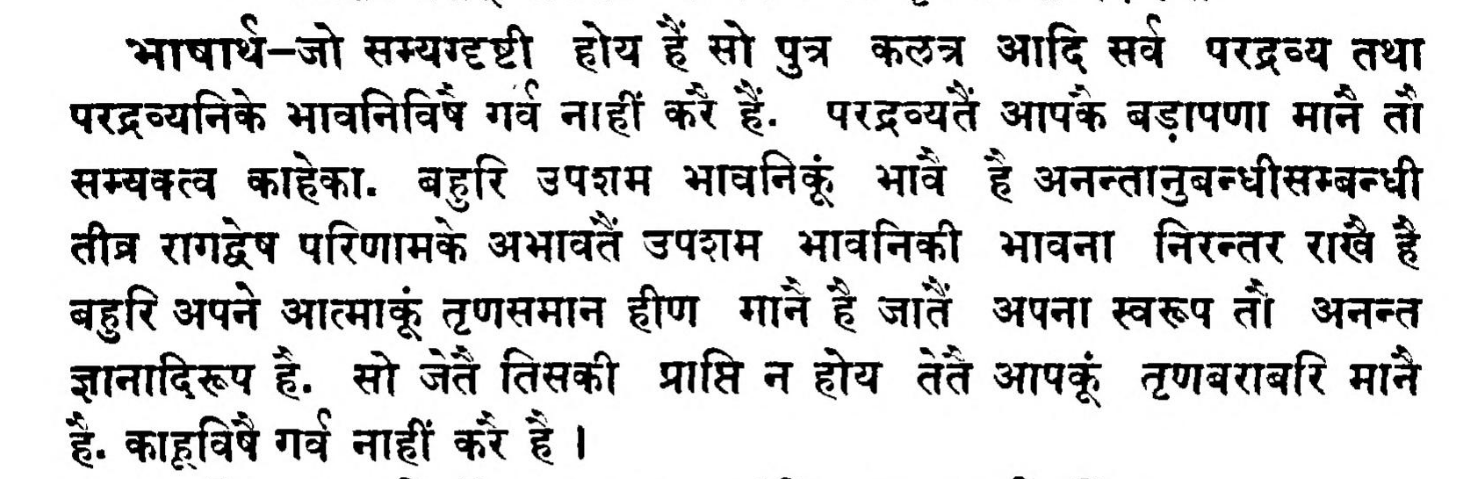 भाषार्थ–जो सम्यग्दृष्टी होय है सो पुत्र कलत्र आदि सर्व परद्रव्य तथा
परद्रव्यनिके भावनिविषै गर्व नाहीं करै है. परद्रव्यतैं आपकै बड़ापणा मानै तौ
सम्यक्त्व काहेका. बहुरि उपशम भावनिकूं भावै है अनन्तानुबन्धीसम्बन्धी
तीव्र रागद्वेष परिणामके अभावतैं उपशम भावनिकी भावना निरन्तर राखै है
बहुरि अपने आत्माकूं तृणसमान हीण मानै है जातैं अपना स्वरूप तौ अनन्त
ज्ञानादिरूप है. सो जेतै तिसकी प्राप्ति न होय तेतै आपकूं तृणबराबरि मानै
है. काहूविषै गर्व नाहीं करै है ।